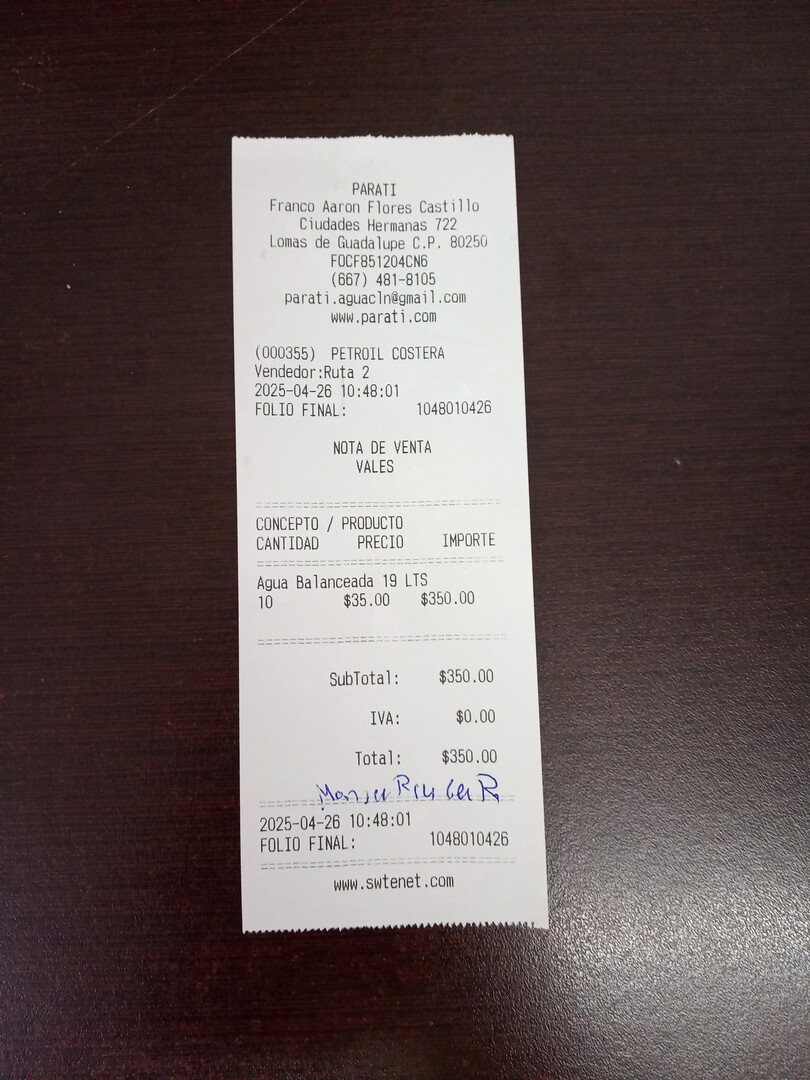 PARATI
Franco Aaron Flores Castillo
Ciudades Hermanas 722
Lomas de Guadalupe C.P. 80250
FOCF851204CN6
(667) 481-8105
parati.aguacln@gmail.com
www.parati.com
(000355) PETROIL COSTERA
Vendedor:Ruta 2
2025-04-26 10:48:01
FOLIO FINAL: 1048010426
NOTA DE VENTA
VALES
CONCEPTO / PRODUCTO
CANTIDAD PRECIO IMPORTE
Agua Balanceada 19 LTS
10 $35.00 $350.00
SubTotal: $350.00
IVA: $0.00
Total: $350.00
2025-04-26 10:48:01
FOLIO FINAL: 1048010426
www.swtenet.com